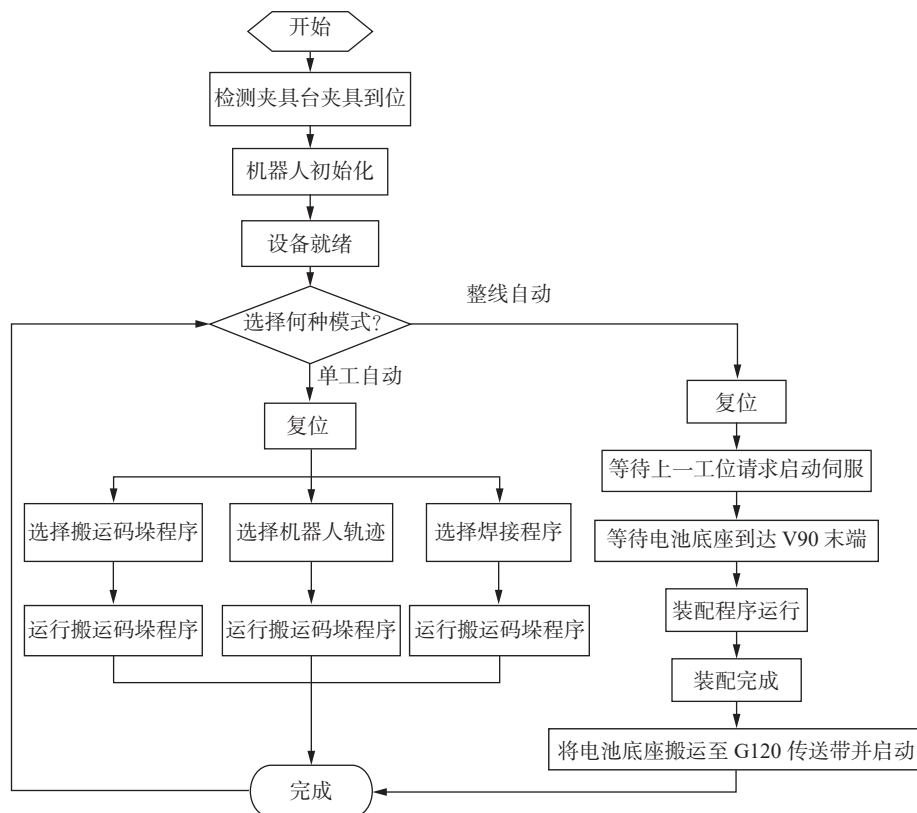 开始
检测夹具台夹具到位
机器人初始化
设备就绪
整线自动
选择何种模式?
单工自动
复位
复位
等待上一工位请求启动伺服
选择搬运码垛程序
选择机器人轨迹
选择焊接程序
等待电池底座到达 V90 末端
运行搬运码垛程序
运行搬运码垛程序
运行搬运码垛程序
装配程序运行
装配完成
将电池底座搬运至 G120 传送带并启动
完成